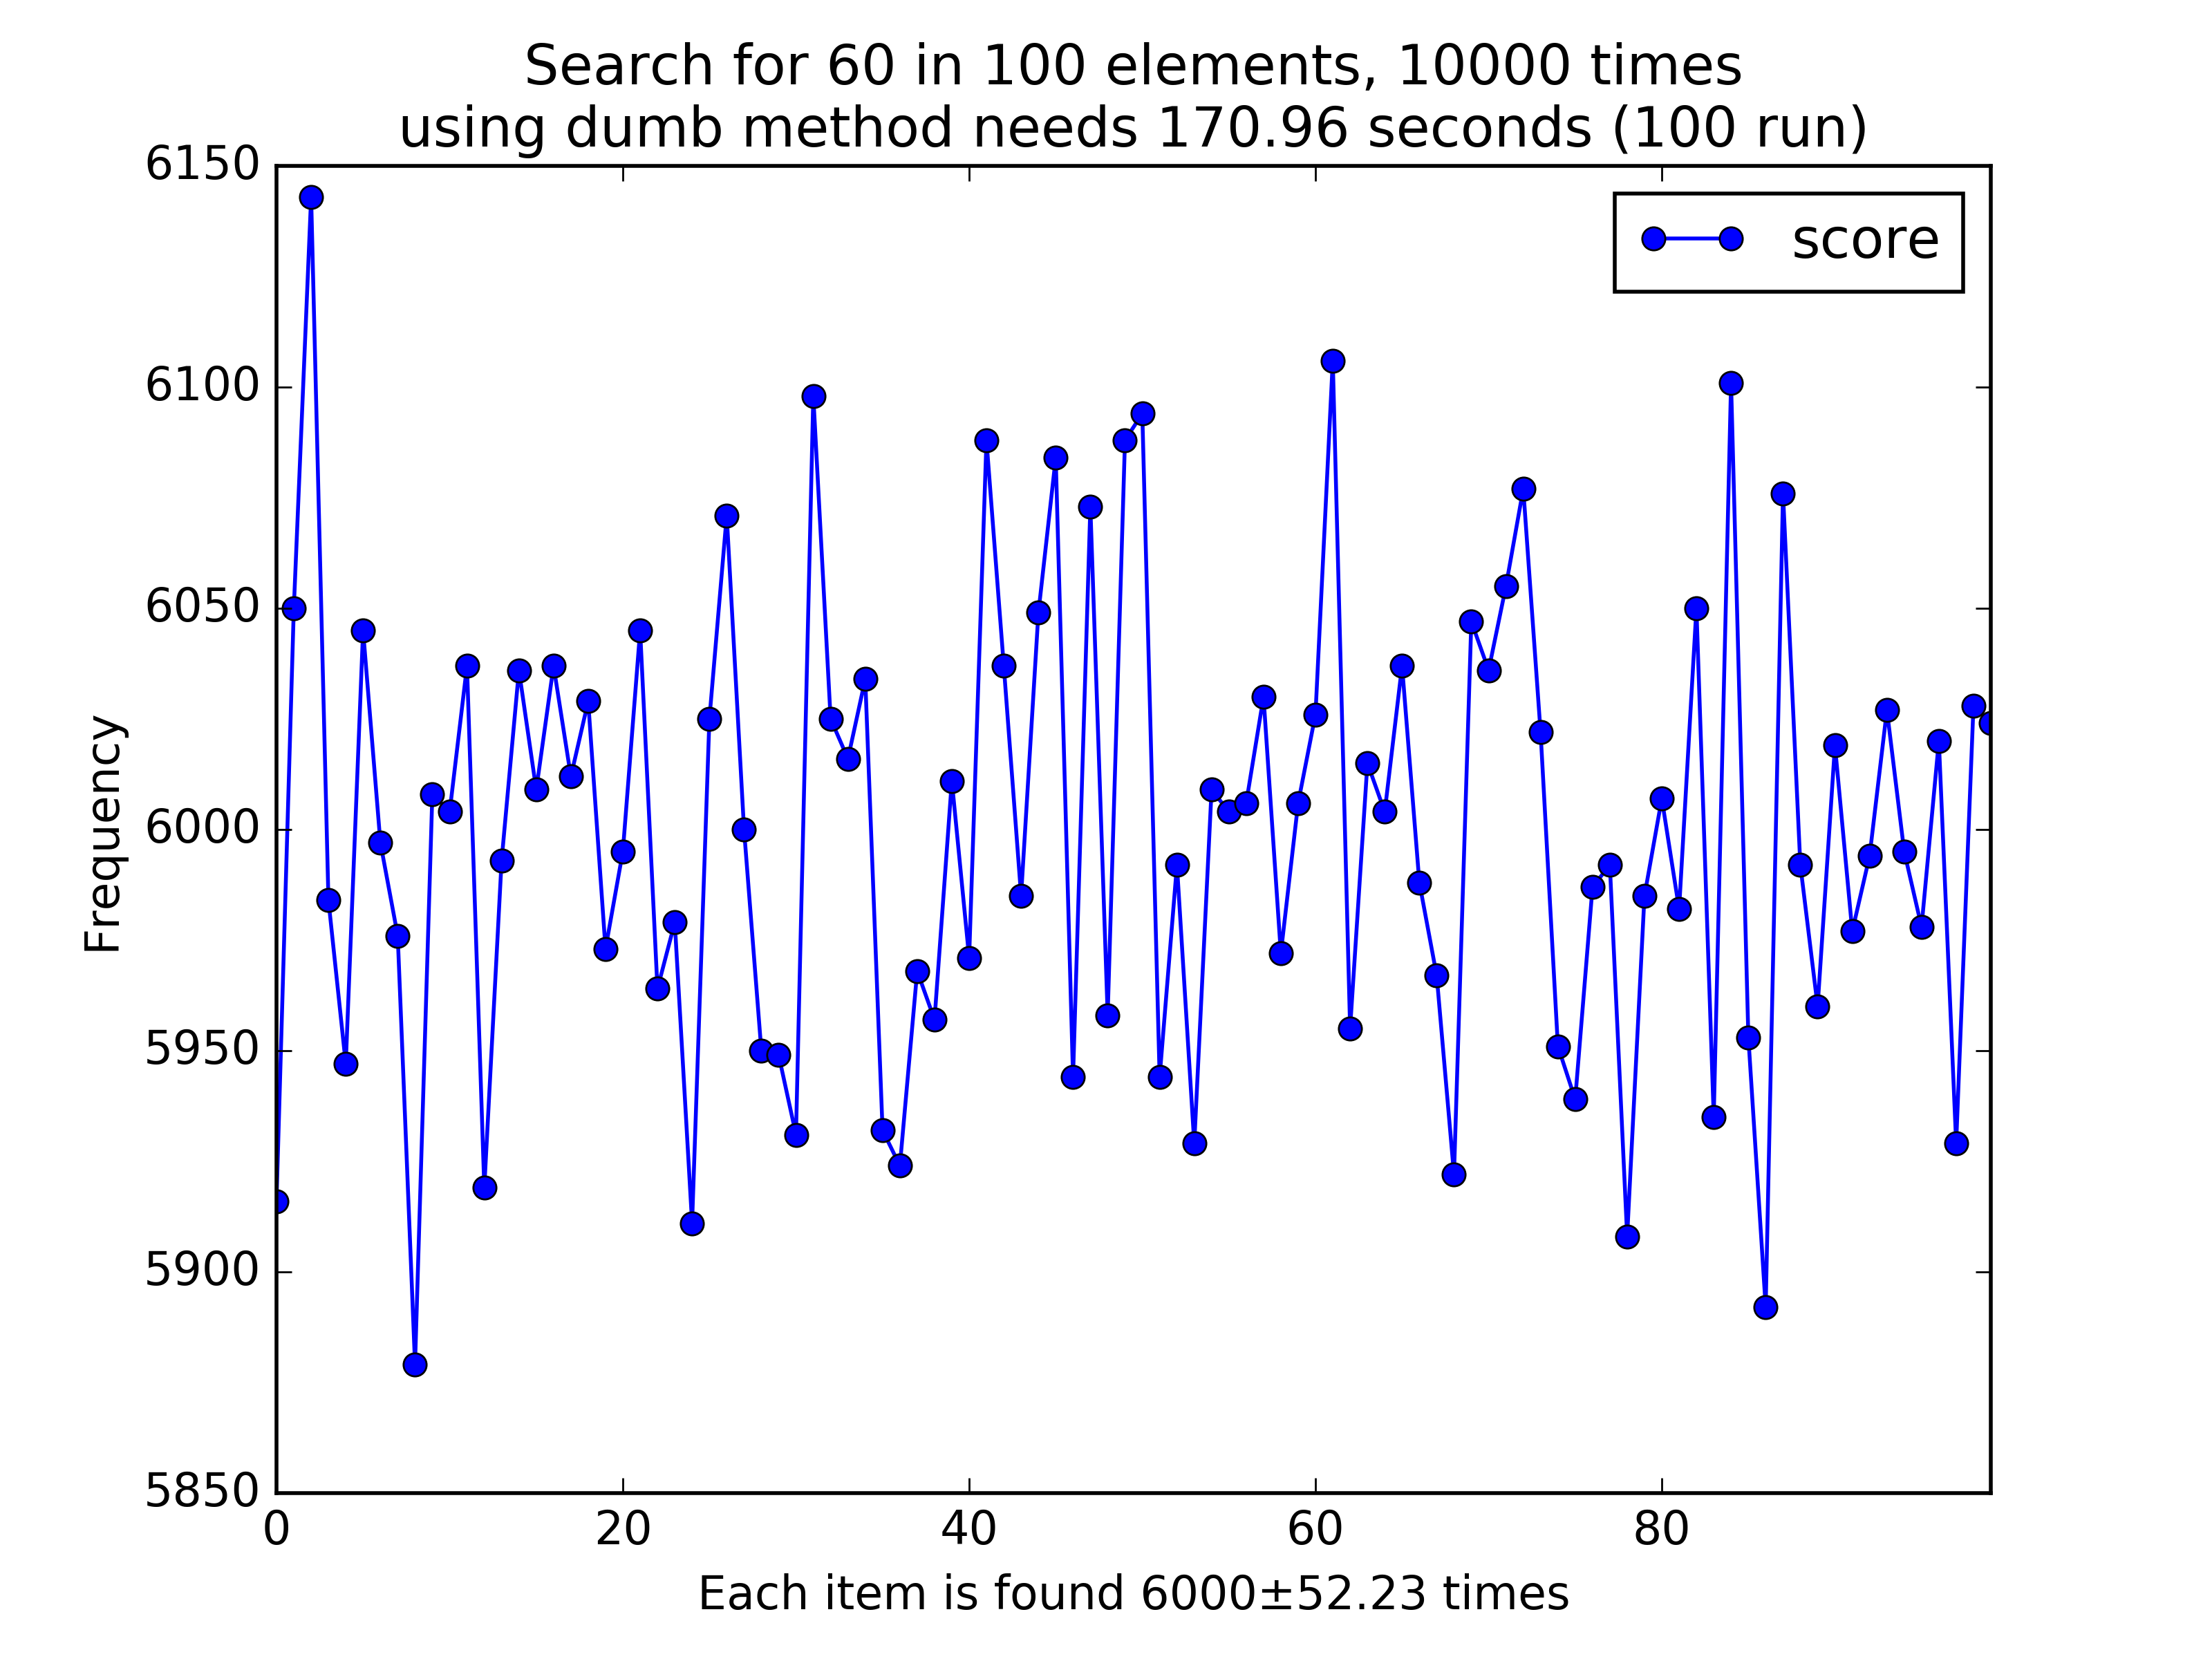 Search for 60 in 100 elements, 10000 times
using dumb method needs 170.96 seconds (100 run)
score
Frequency
6150
6100
6050
6000
5950
5900
5850
0 20 40 60 80
Each item is found 6000±52.23 times